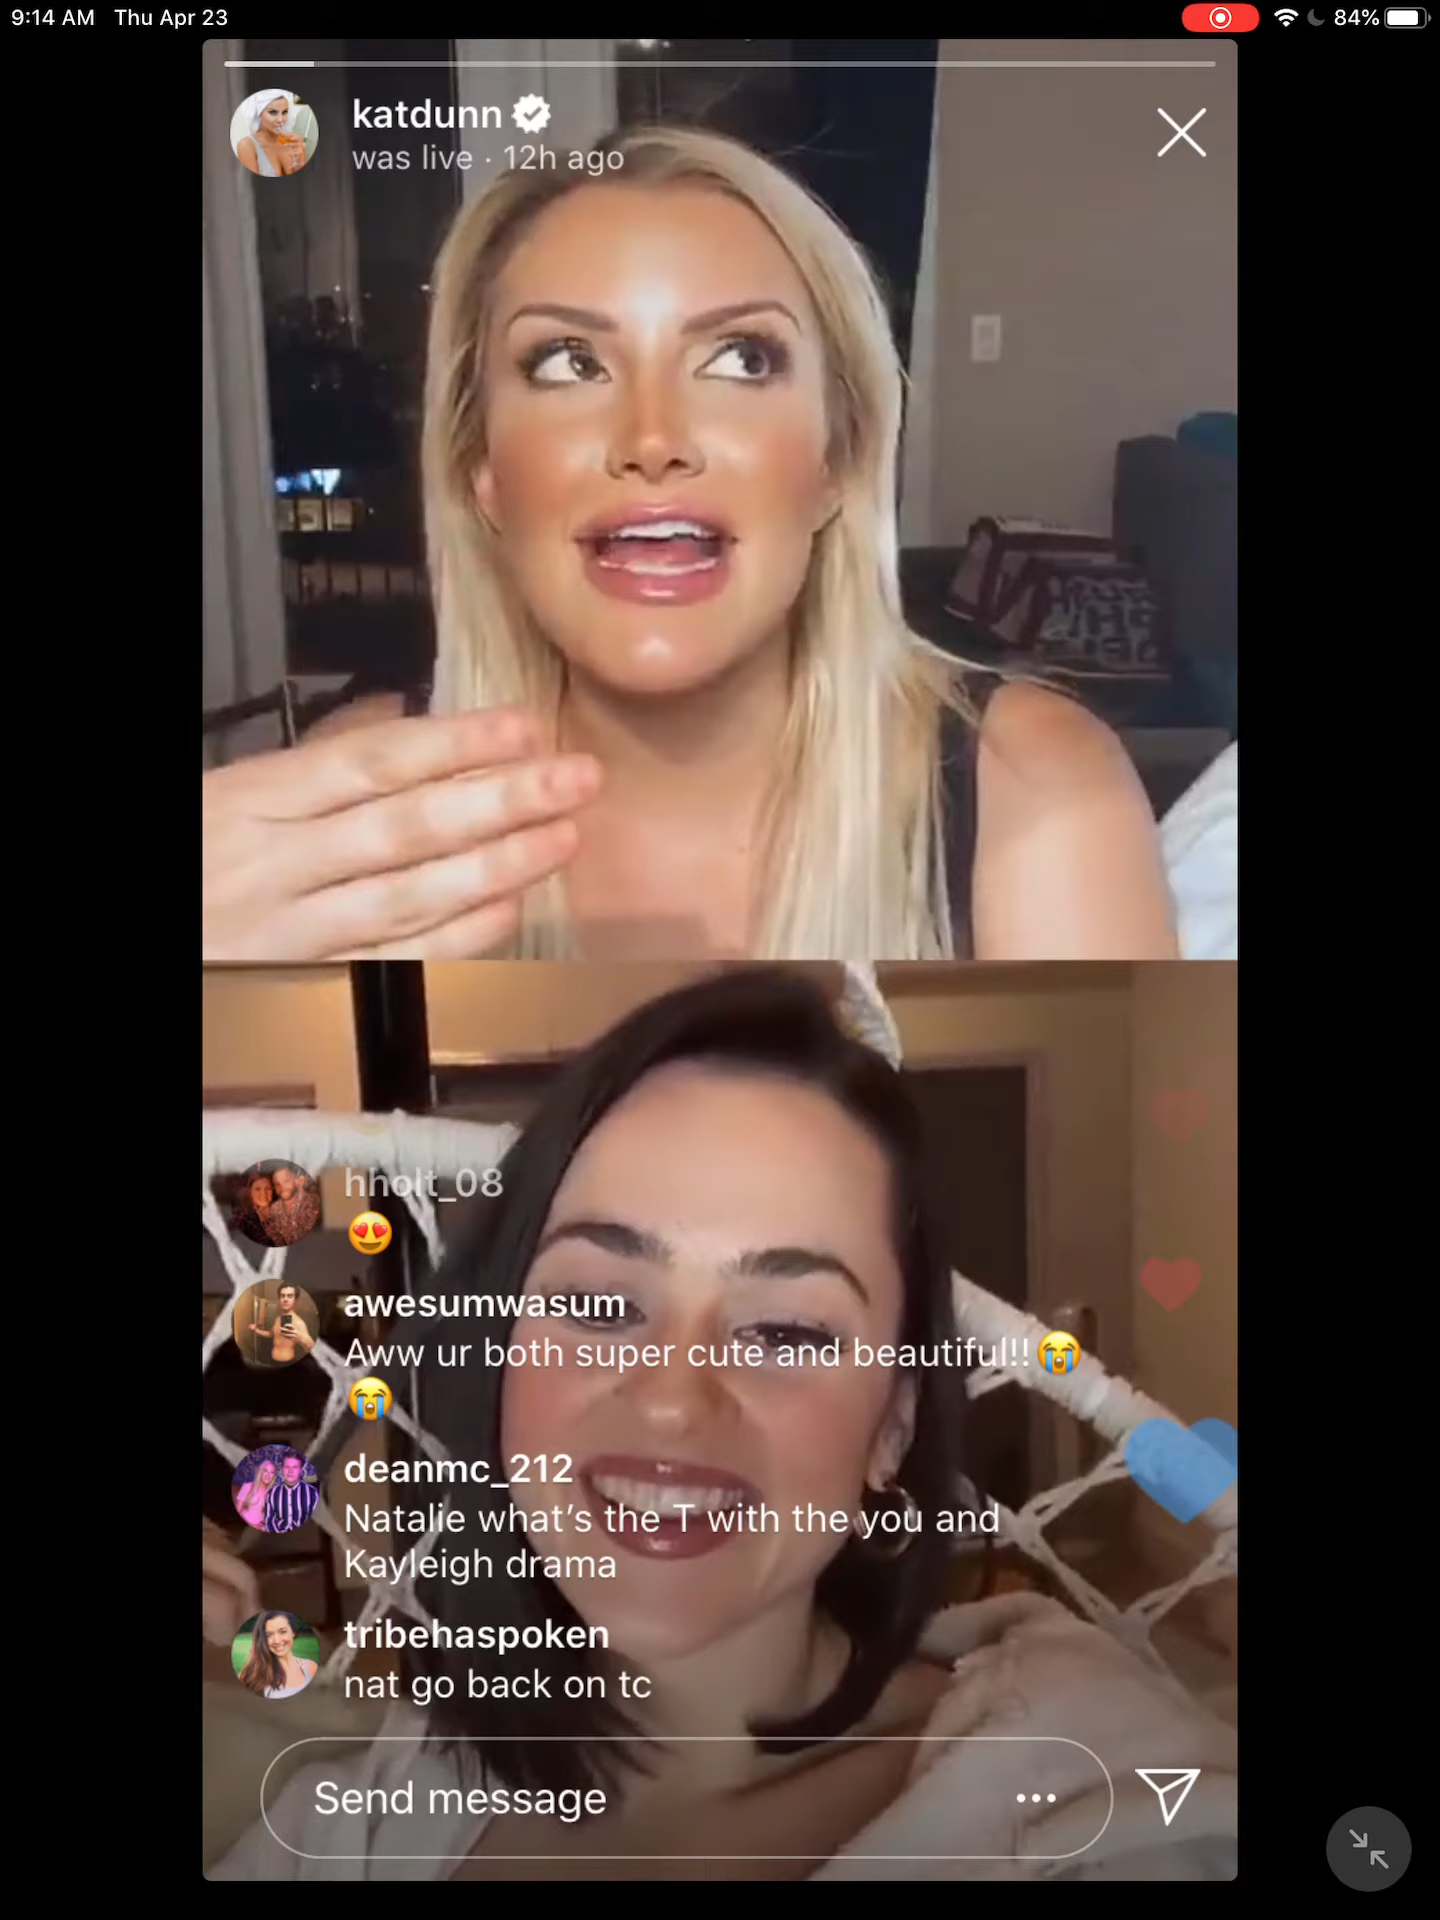 9:14 AM Thu Apr 23
84%
katdunn
was live · 12h ago
hholt_08
😍
awesumwasum
Aww ur both super cute and beautiful!!😭
😭
deanmc_212
Natalie what's the T with the you and
Kayleigh drama
tribehaspoken
nat go back on tc
Send message